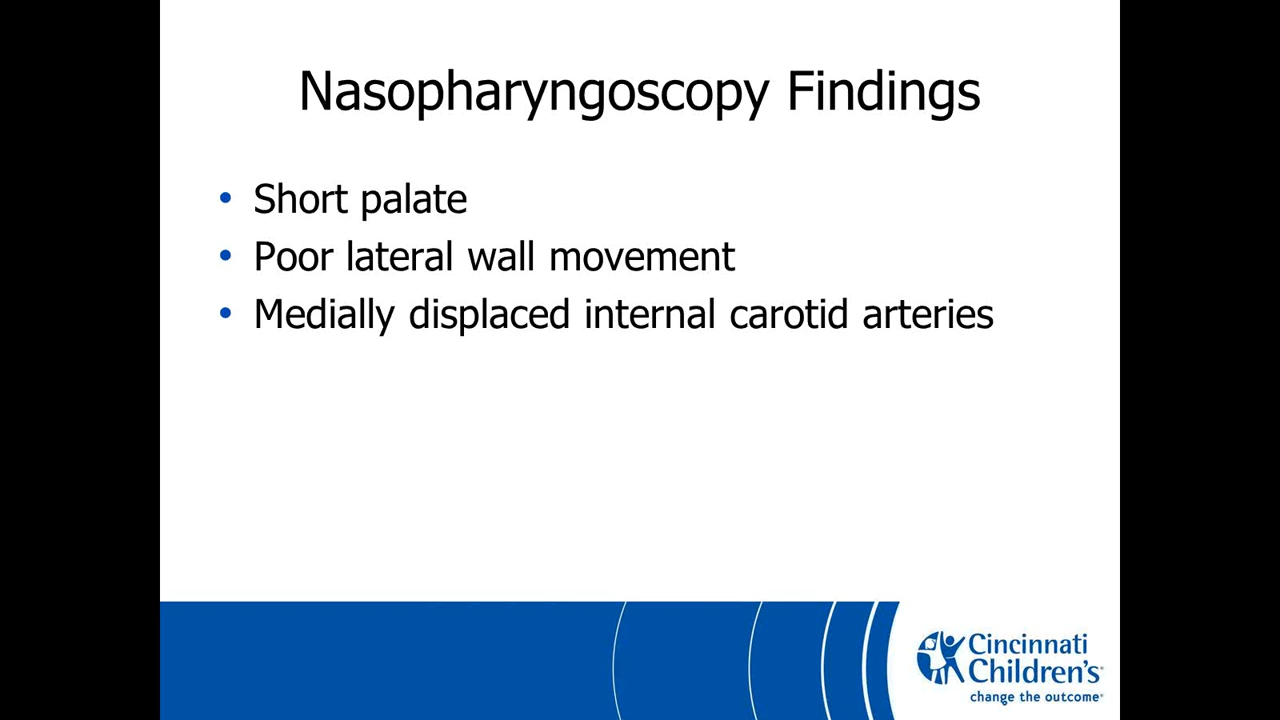 Nasopharyngoscopy Findings
• Short palate
• Poor lateral wall movement
• Medially displaced internal carotid arteries
Cincinnati
Children's
change the outcome